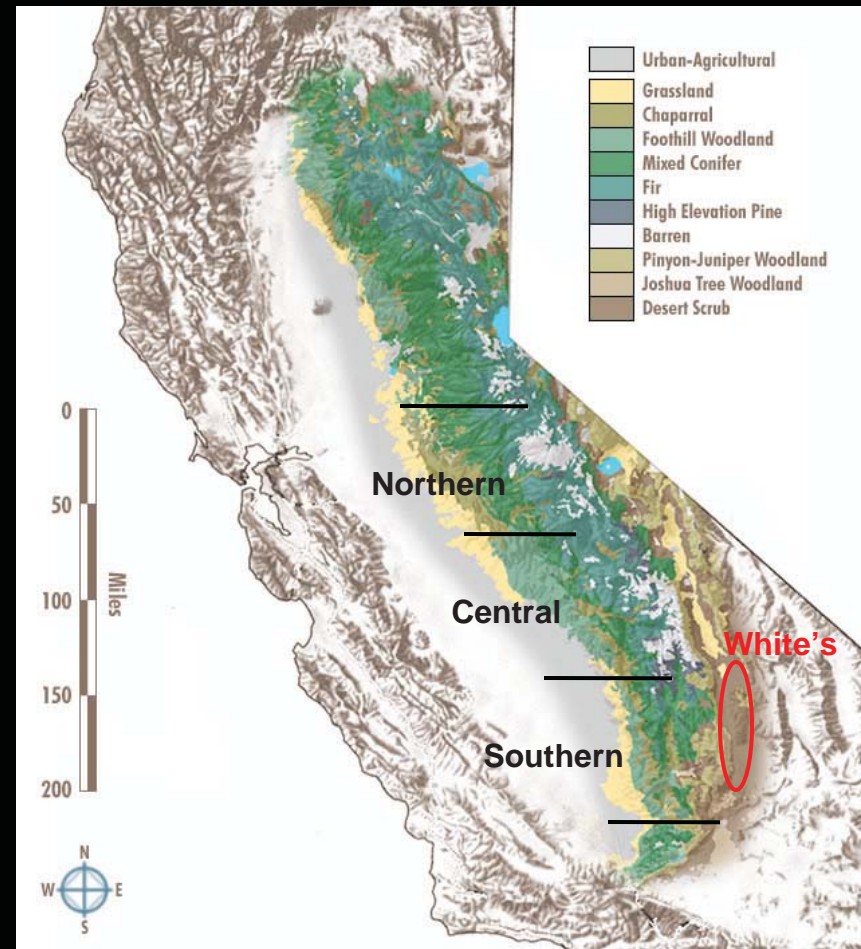 Urban-Agricultural
Grassland
Chaparral
Foothill Woodland
Mixed Conifer
Fir
High Elevation Pine
Barren
Pinyon-Juniper Woodland
Joshua Tree Woodland
Desert Scrub
0
50
100
150
200
Miles
Northern
Central
White's
Southern
N
W
E
S